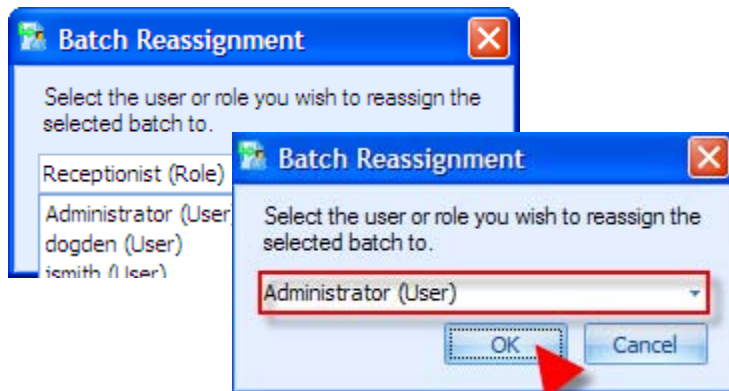 Batch Reassignment
Select the user or role you wish to reassign the
selected batch to.
Receptionist (Role)
Administrator (User
dogden (User)
Batch Reassignment
Select the user or role you wish to reassign the
selected batch to.
Administrator (User)
OK
Cancel